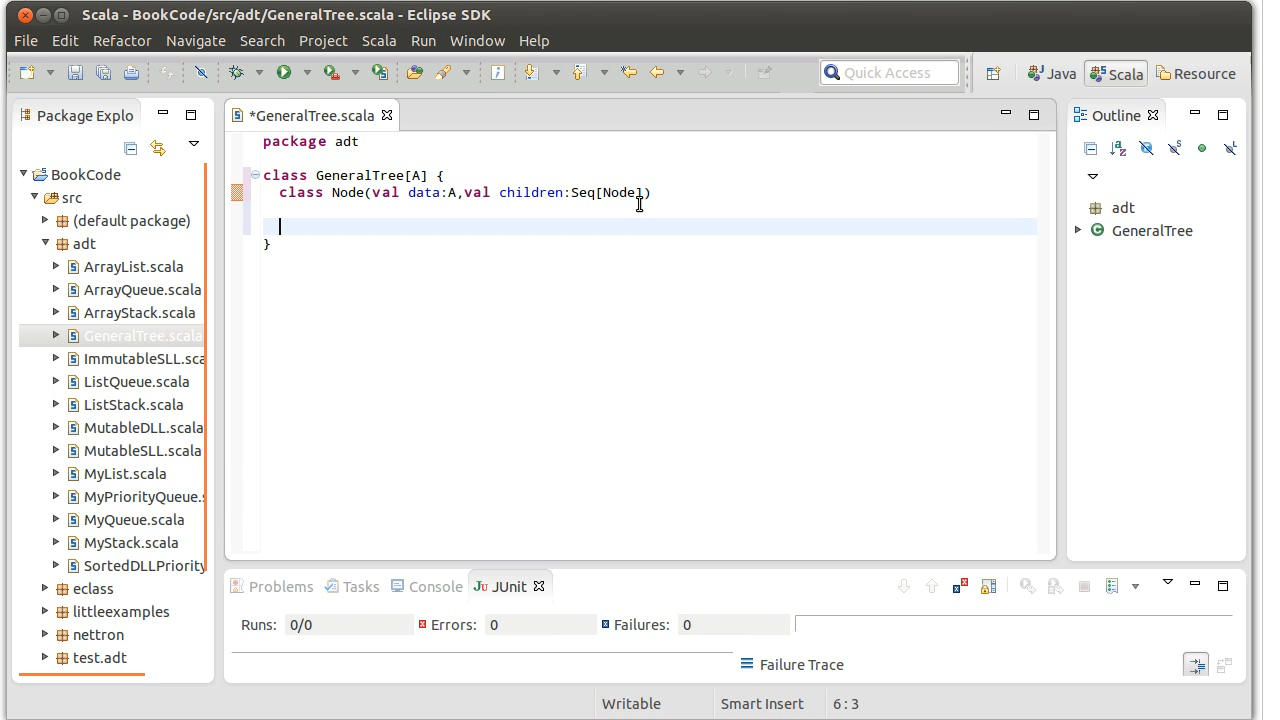 Scala - BookCode/src/adt/GeneralTree.scala - Eclipse SDK
File Edit Refactor Navigate Search Project Scala Run Window Help
Quick Access
Java
Scala
Resource
Package Explo
*GeneralTree.scala
Outline
package adt
class GeneralTree[A] {
class Node(val data:A,val children:Seq[Node])
}
BookCode
src
(default package)
adt
ArrayList.scala
ArrayQueue.scala
ArrayStack.scala
GeneralTree.scala
ImmutableSLL.sca
ListQueue.scala
ListStack.scala
MutableDLL.scala
MutableSLL.scala
MyList.scala
MyPriorityQueue.s
MyQueue.scala
MyStack.scala
SortedDLLPriority
eclass
littleexamples
nettron
test.adt
adt
GeneralTree
Problems Tasks Console JUnit
Runs: 0/0 Errors: 0 Failures: 0
Failure Trace
Writable Smart Insert 6 : 3